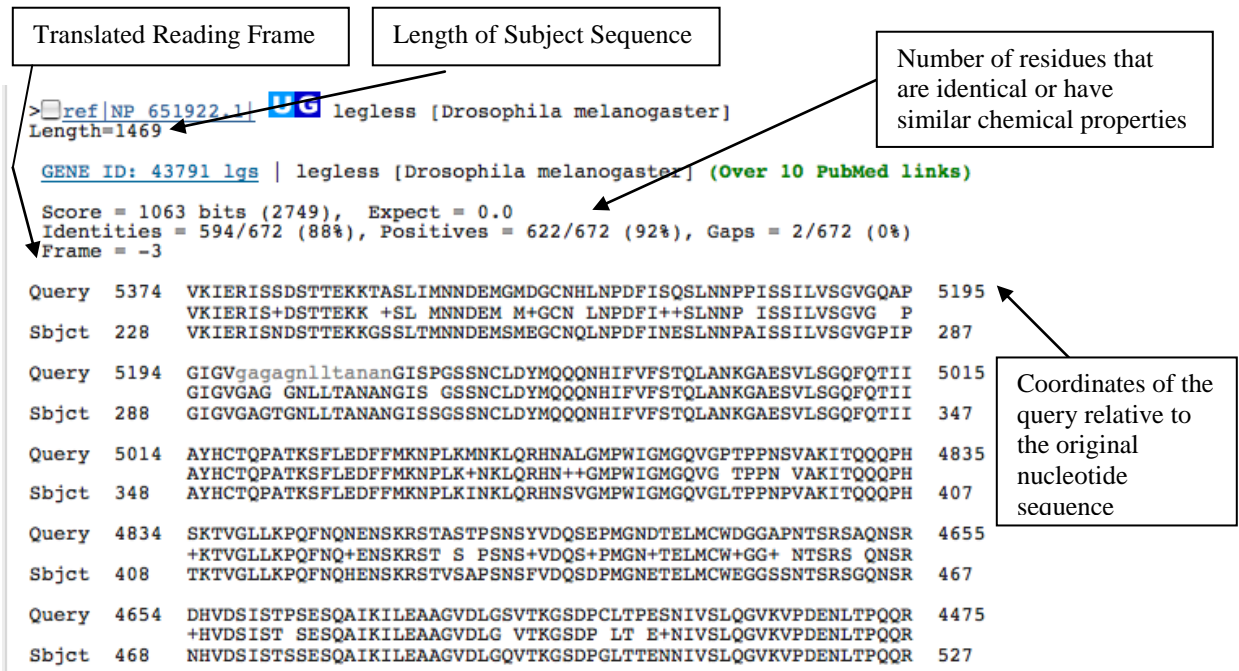 Translated Reading Frame
Length of Subject Sequence
Number of residues that
are identical or have
similar chemical properties
>ref|NP 651922.1| U G legless [Drosophila melanogaster]
Length=1469
GENE ID: 43791 lgs | legless [Drosophila melanogaster] (Over 10 PubMed links)
Score = 1063 bits (2749), Expect = 0.0
Identities = 594/672 (88%), Positives = 622/672 (92%), Gaps = 2/672 (0%)
Frame = -3
Query 5374 VKIERISSDSTTEKKTASLIMNNDEMGMDGCNHLNPDFISQSLNNPPISSILVSGVGQAP 5195
VKIERIS+DSTTEKK +SL MNNDEM M+GCN LNPDFI++SLNNP ISSILVSGVG P
Sbjct 228 VKIERISNDSTTEKKGSSLTMNNDEMSMEGCNQLNPDFINESLNNPAISSILVSGVGPIP 287
Query 5194 GIGVgagagnlltananGISPGSSNCLDYMQQQNHIFVFSTQLANKGAESVLSGQFQTII 5015
GIGVGAG GNLLTANANGIS GSSNCLDYMQQQNHIFVFSTQLANKGAESVLSGQFQTII
Sbjct 288 GIGVGAGTGNLLTANANGISSGSSNCLDYMQQQNHIFVFSTQLANKGAESVLSGQFQTII 347
Query 5014 AYHCTQPATKSFLEDFFMKNPLKMNKLQRHNALGMPWIGMGQVGPTPPNSVAKITQQQPH 4835
AYHCTQPATKSFLEDFFMKNPLK+NKLQRHN++GMPWIGMGQVG TPPN VAKITQQQPH
Sbjct 348 AYHCTQPATKSFLEDFFMKNPLKINKLQRHNSVGMPWIGMGQVGLTPPNPVAKITQQQPH 407
Query 4834 SKTVGLLKPQFNQNENSKRSTASTPSNSYVDQSEPMGNDTELMCWDGGAPNTSRSAQNSR 4655
+KTVGLLKPQFNQ+ENSKRST S PSNS+VDQS+PMGN+TELMCW+GG+ NTSRS QNSR
Sbjct 408 TKTVGLLKPQFNQHENSKRSTVSAPSNSFVDQSDPMGNETELMCWEGGSSNTSRSGQNSR 467
Query 4654 DHVDSISTPSESQAIKILEAAGVDLGSVTKGSDPCLTPESNIVSLQGVKVPDENLTPQQR 4475
+HVDSIST SESQAIKILEAAGVDLG VTKGSDP LT E+NIVSLQGVKVPDENLTPQQR
Sbjct 468 NHVDSISTSSESQAIKILEAAGVDLGQVTKGSDPGLTTENNIVSLQGVKVPDENLTPQQR 527
Coordinates of the
query relative to
the original
nucleotide
sequence